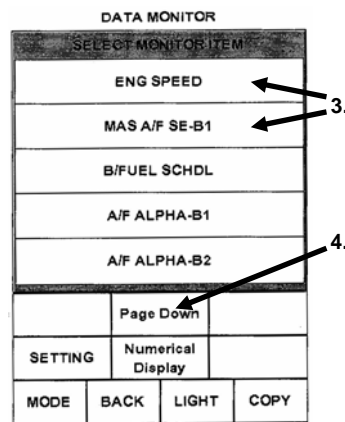 DATA MONITOR
SELECT MONITOR ITEM
ENG SPEED
3.
MAS A/F SE-B1
B/FUEL SCHDL
A/F ALPHA-B1
A/F ALPHA-B2
4.
Page Down
SETTING
Numerical
Display
MODE BACK LIGHT COPY